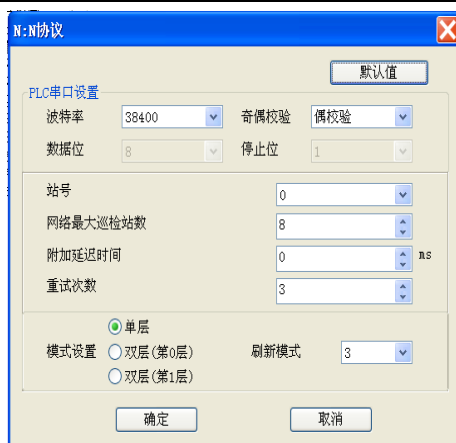 N:N协议
默认值
PLC串口设置
波特率 38400 奇偶校验 偶校验
数据位 8 停止位 1
站号 0
网络最大巡检站数 8
附加延迟时间 0 ms
重试次数 3
单层
模式设置 双层(第0层) 刷新模式 3
双层(第1层)
确定 取消